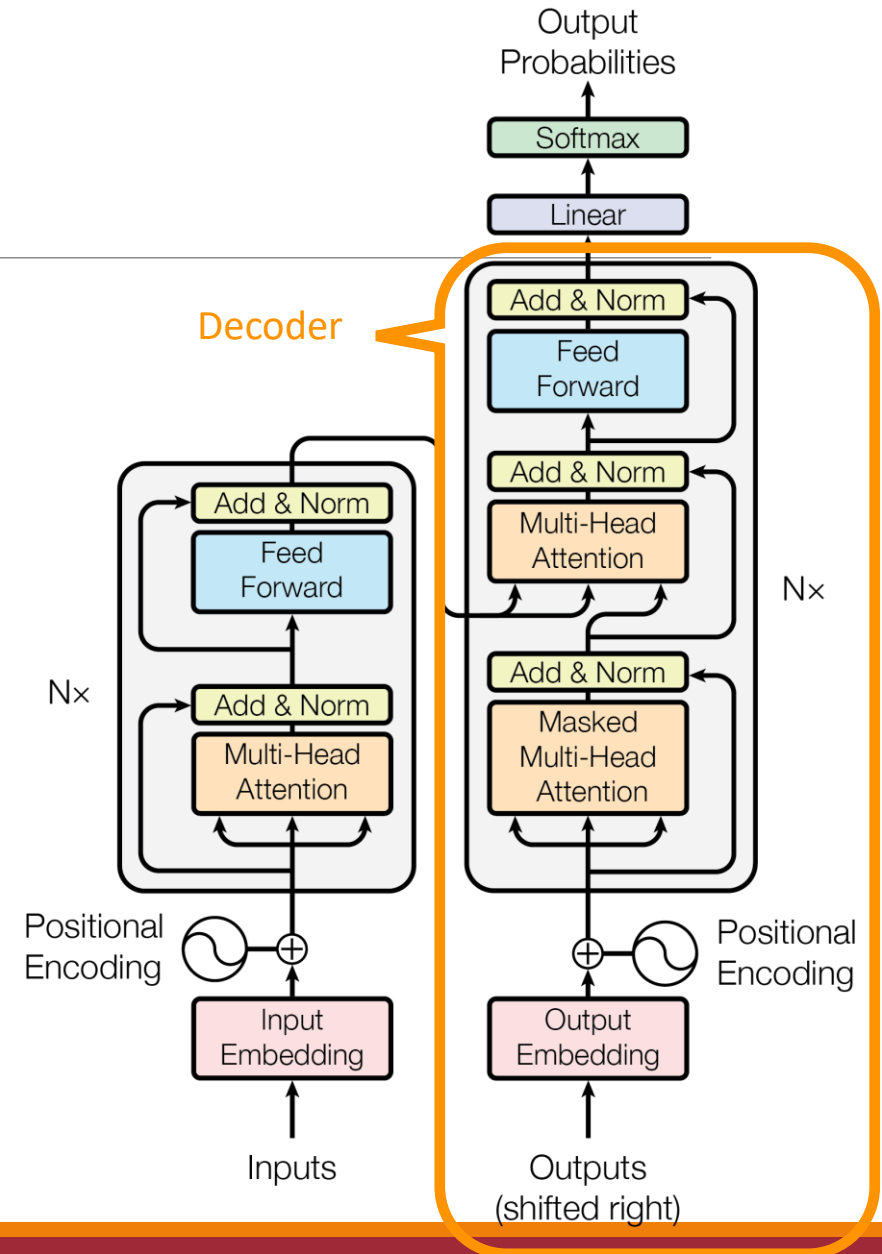 Output
Probabilities
Softmax
Linear
Decoder
Add & Norm
Feed
Forward
Add & Norm
Multi-Head
Attention
Nx
Add & Norm
Masked
Multi-Head
Attention
Positional
Encoding
Output
Embedding
Outputs
(shifted right)
Add & Norm
Feed
Forward
Nx
Add & Norm
Multi-Head
Attention
Positional
Encoding
Input
Embedding
Inputs